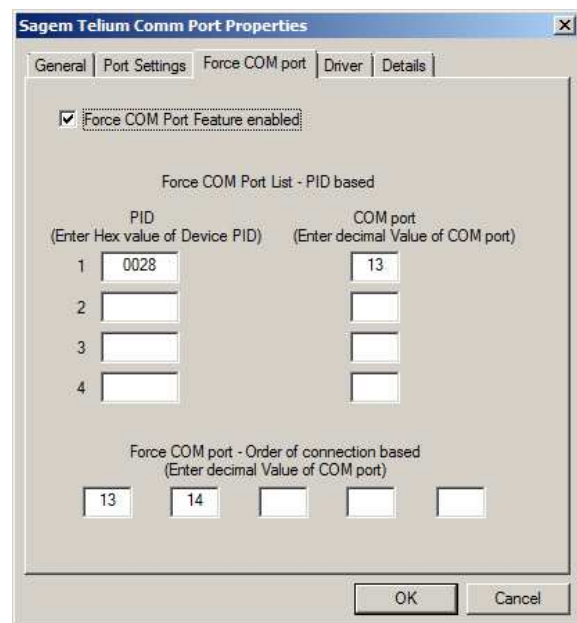 Sagem Telium Comm Port Properties
General Port Settings Force COM port Driver Details
Force COM Port Feature enabled
Force COM Port List - PID based
PID COM port
(Enter Hex value of Device PID) (Enter decimal Value of COM port)
1 0028 13
2
3
4
Force COM port - Order of connection based
(Enter decimal Value of COM port)
13 14
OK Cancel